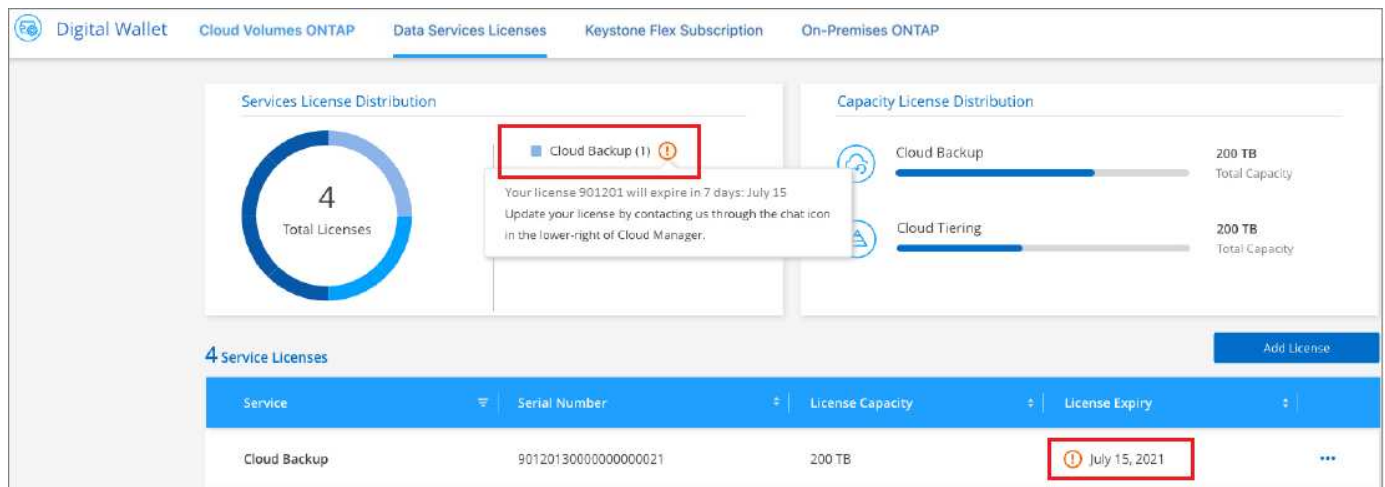 Digital Wallet
Cloud Volumes ONTAP
Data Services Licenses
Keystone Flex Subscription
On-Premises ONTAP
Services License Distribution
4
Total Licenses
Cloud Backup (1)
Your license 901201 will expire in 7 days: July 15
Update your license by contacting us through the chat icon
in the lower-right of Cloud Manager.
Capacity License Distribution
Cloud Backup
200 TB
Total Capacity
Cloud Tiering
200 TB
Total Capacity
4 Service Licenses
Add License
Service
Serial Number
License Capacity
License Expiry
Cloud Backup
90120130000000000021
200 TB
July 15, 2021